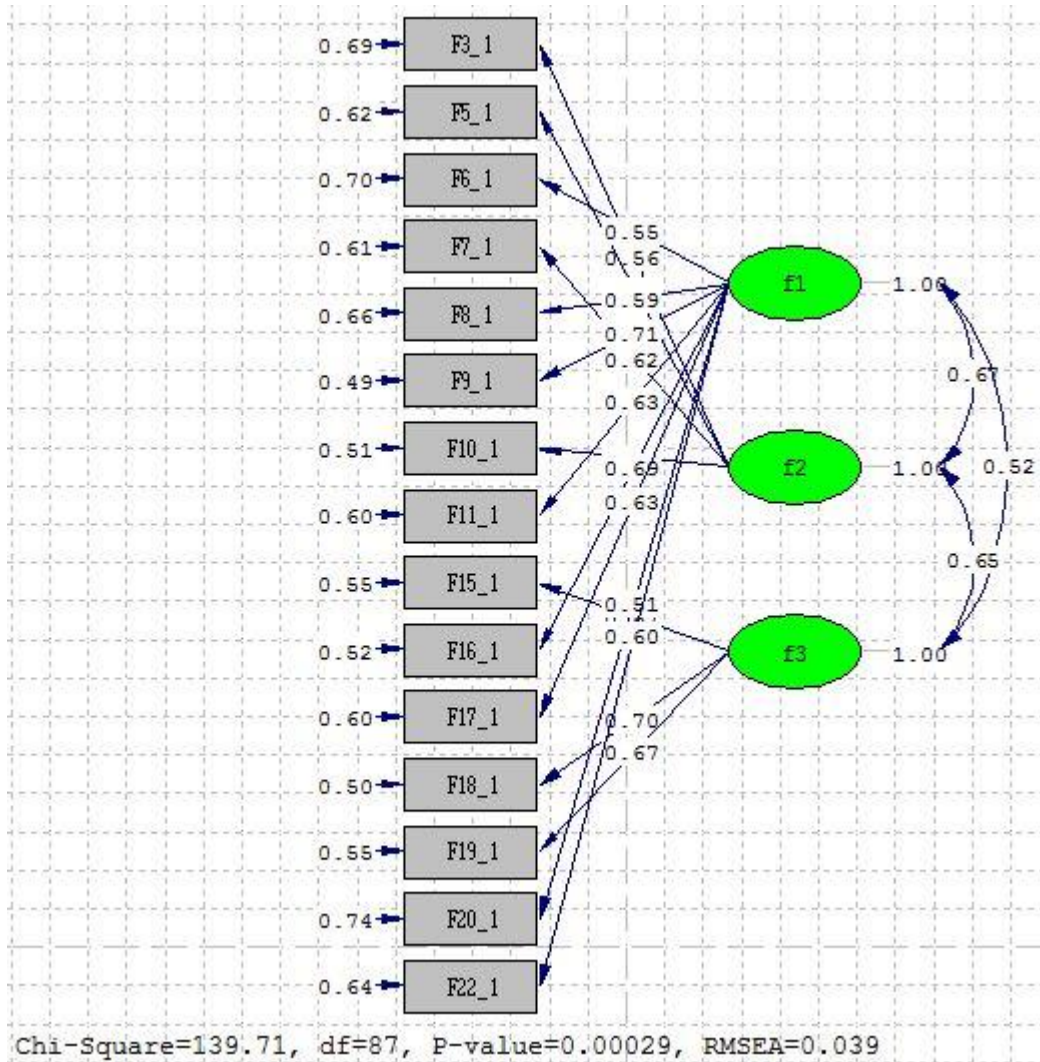 0.69 F3_1
0.62 F5_1
0.70 F6_1
0.55
0.61 F7_1
0.56
f1 1.00
0.66 F8_1
0.59
0.71
0.62
0.67
0.49 F9_1
0.63
0.51 F10_1
0.69
f2 1.00
0.52
0.63
0.60 F11_1
0.65
0.55 F15_1
0.51
0.60
0.52 F16_1
f3 1.00
0.60 F17_1
0.70
0.67
0.50 F18_1
0.55 F19_1
0.74 F20_1
0.64 F22_1
Chi-Square=139.71, df=87, P-value=0.00029, RMSEA=0.039